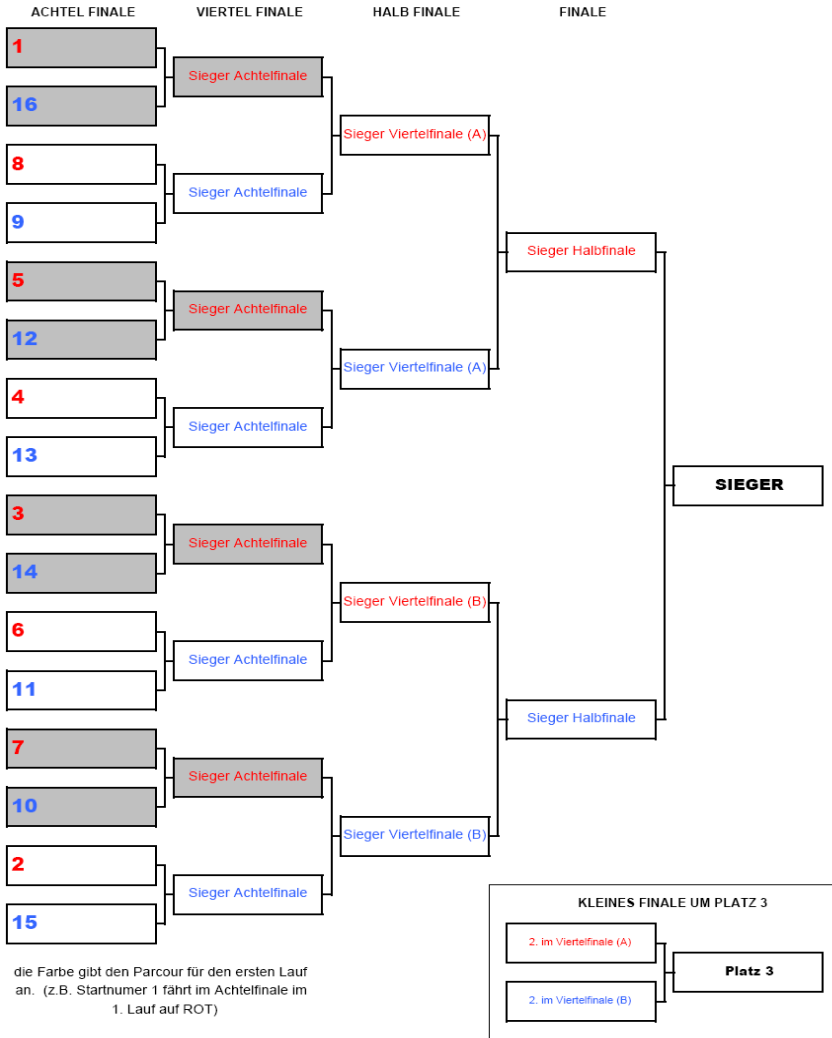 ACHTEL FINALE VIERTEL FINALE HALB FINALE FINALE
1
Sieger Achtelfinale
16
Sieger Viertelfinale (A)
8
Sieger Achtelfinale
9
Sieger Halbfinale
5
Sieger Achtelfinale
12
Sieger Viertelfinale (A)
4
Sieger Achtelfinale
13
SIEGER
3
Sieger Achtelfinale
14
Sieger Viertelfinale (B)
6
Sieger Achtelfinale
11
Sieger Halbfinale
7
Sieger Achtelfinale
10
Sieger Viertelfinale (B)
2
Sieger Achtelfinale
15
KLEINES FINALE UM PLATZ 3
2. im Viertelfinale (A)
Platz 3
2. im Viertelfinale (B)
die Farbe gibt den Parcour für den ersten Lauf
an. (z.B. Startnumer 1 fährt im Achtelfinale im
1. Lauf auf ROT)